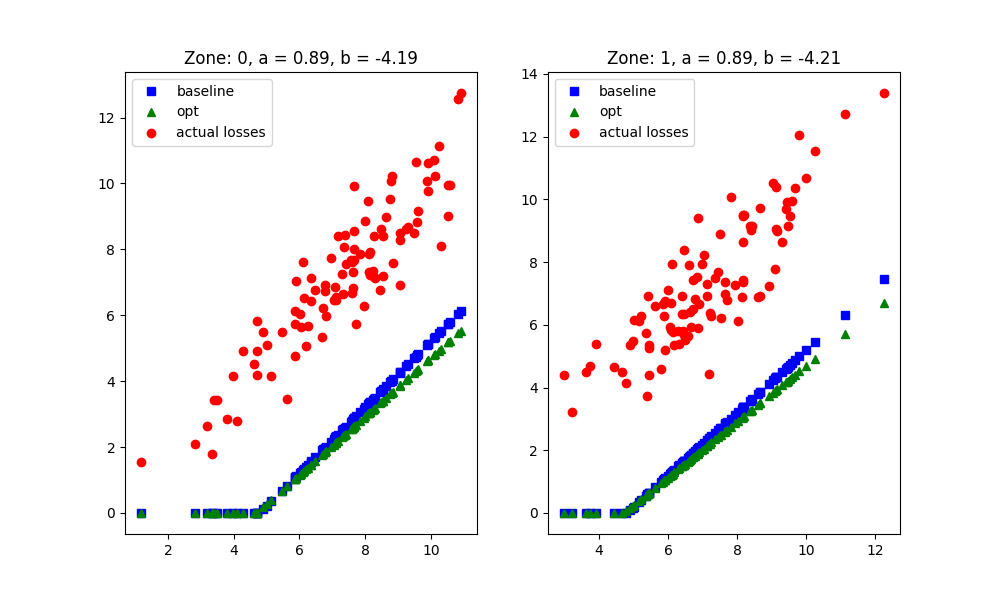 Zone: 0, a = 0.89, b = -4.19
baseline
opt
actual losses
12
10
8
6
4
2
0
2 4 6 8 10
Zone: 1, a = 0.89, b = -4.21
baseline
opt
actual losses
14
12
10
8
6
4
2
0
4 6 8 10 12